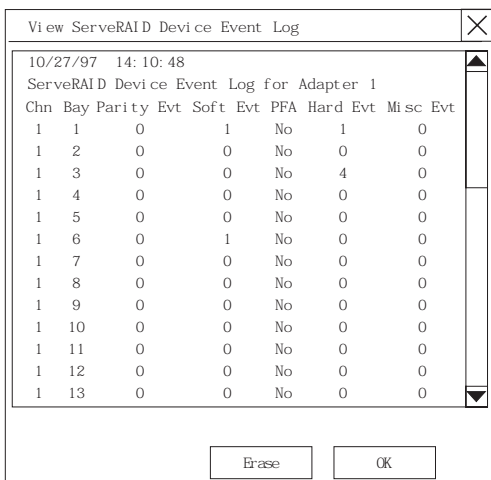 View ServeRAID Device Event Log
10/27/97 14:10:48
ServeRAID Device Event Log for Adapter 1
Chn Bay Parity Evt Soft Evt PFA Hard Evt Misc Evt
1 1 0 1 No 1 0
1 2 0 0 No 0 0
1 3 0 0 No 4 0
1 4 0 0 No 0 0
1 5 0 0 No 0 0
1 6 0 1 No 0 0
1 7 0 0 No 0 0
1 8 0 0 No 0 0
1 9 0 0 No 0 0
1 10 0 0 No 0 0
1 11 0 0 No 0 0
1 12 0 0 No 0 0
1 13 0 0 No 0 0
Erase OK